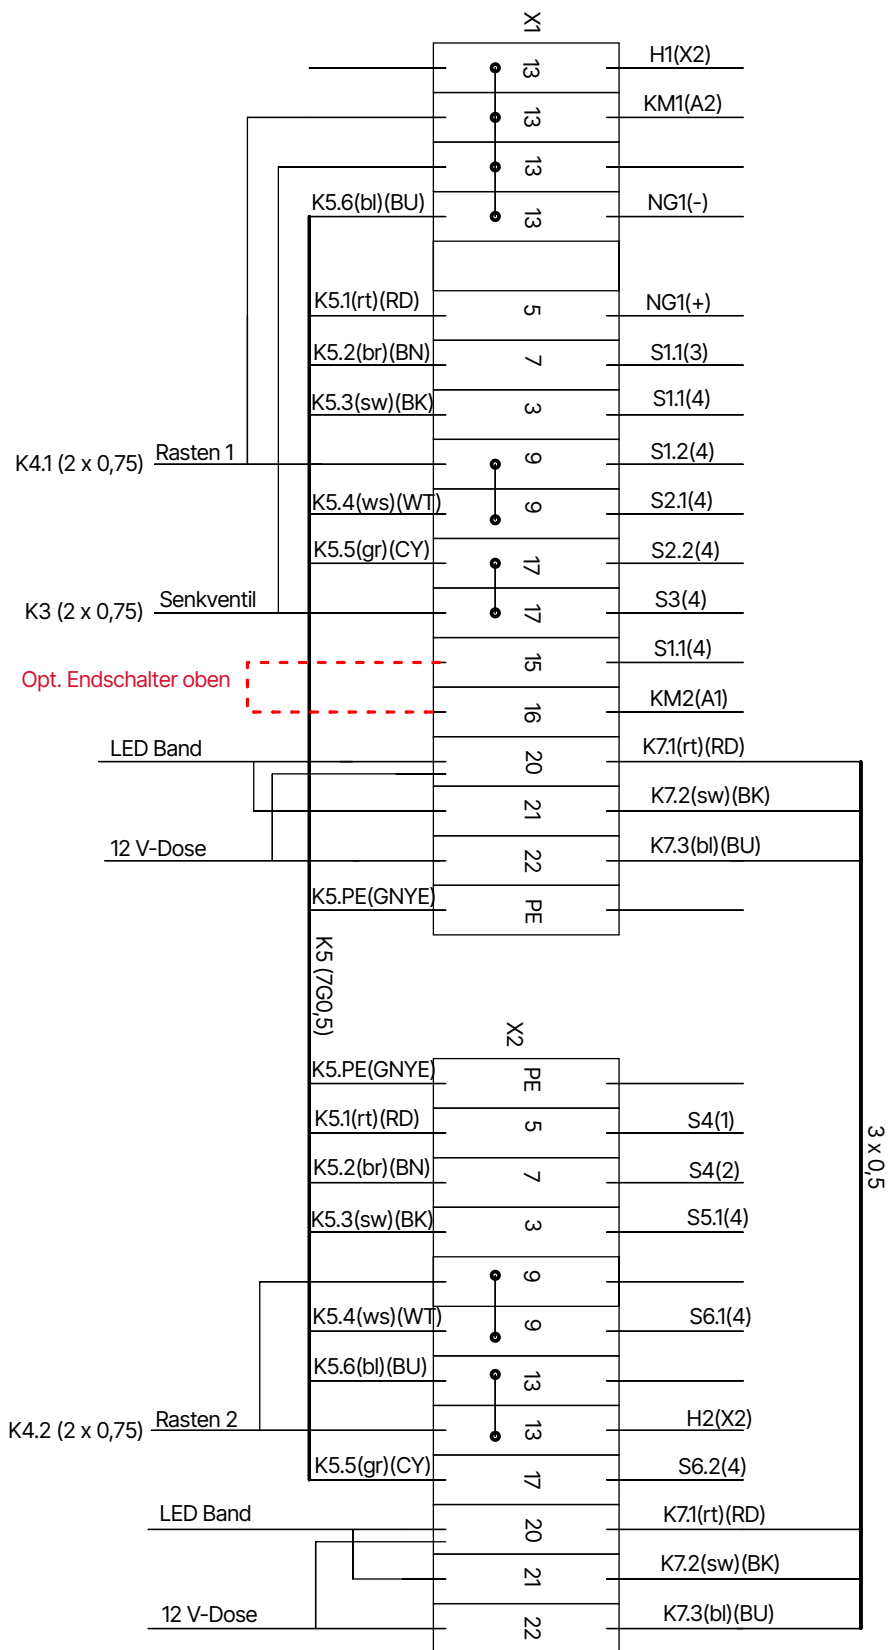 X1
13 H1(X2)
13 KM1(A2)
13
K5.6(bl)(BU) 13 NG1(-)
K5.1(rt)(RD) 5 NG1(+)
K5.2(br)(BN) 7 S1.1(3)
K5.3(sw)(BK) 3 S1.1(4)
K4.1 (2 x 0,75) Rasten 1 9 S1.2(4)
K5.4(ws)(WT) 9 S2.1(4)
K5.5(gr)(CY) 17 S2.2(4)
K3 (2 x 0,75) Senkventil 17 S3(4)
15 S1.1(4)
Opt. Endschalter oben
16 KM2(A1)
LED Band 20 K7.1(rt)(RD)
21 K7.2(sw)(BK)
12 V-Dose 22 K7.3(bl)(BU)
K5.PE(GNYE) PE
K5 (7G0,5)
X2
K5.PE(GNYE) PE
K5.1(rt)(RD) 5 S4(1)
3 x 0,5
K5.2(br)(BN) 7 S4(2)
K5.3(sw)(BK) 3 S5.1(4)
9
K5.4(ws)(WT) 9 S6.1(4)
K5.6(bl)(BU) 13
K4.2 (2 x 0,75) Rasten 2 13 H2(X2)
K5.5(gr)(CY) 17 S6.2(4)
LED Band 20 K7.1(rt)(RD)
21 K7.2(sw)(BK)
12 V-Dose 22 K7.3(bl)(BU)